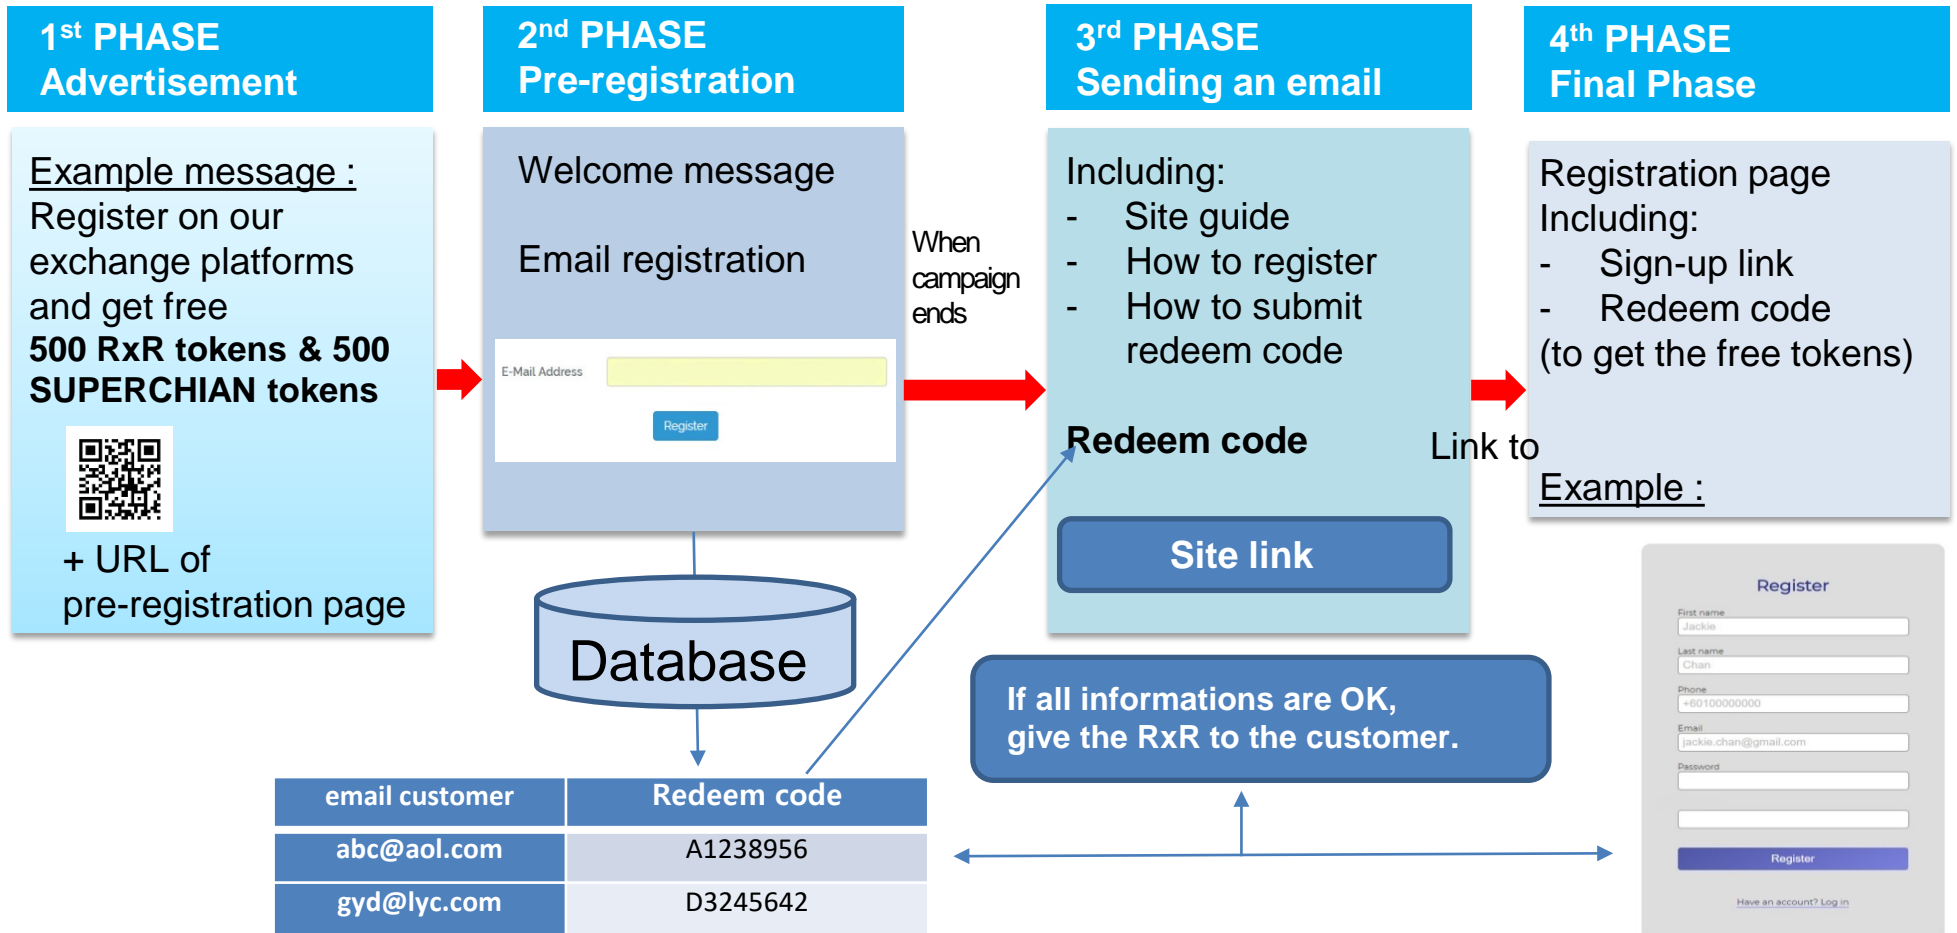 1st PHASE
Advertisement
Example message :
Register on our
exchange platforms
and get free
500 RxR tokens & 500
SUPERCHIAN tokens
+ URL of
pre-registration page
2nd PHASE
Pre-registration
Welcome message
Email registration
E-Mail Address
Register
Database
email customer Redeem code
abc@aol.com A1238956
gyd@lyc.com D3245642
When
campaign
ends
3rd PHASE
Sending an email
Including:
- Site guide
- How to register
- How to submit
redeem code
Redeem code
Site link
If all informations are OK,
give the RxR to the customer.
Link to
4th PHASE
Final Phase
Registration page
Including:
- Sign-up link
- Redeem code
(to get the free tokens)
Example :
Register
First name
Jackie
Last name
Chan
Phone
+60100000000
Email
jackie.chan@gmail.com
Password
Register
Have an account? Log in